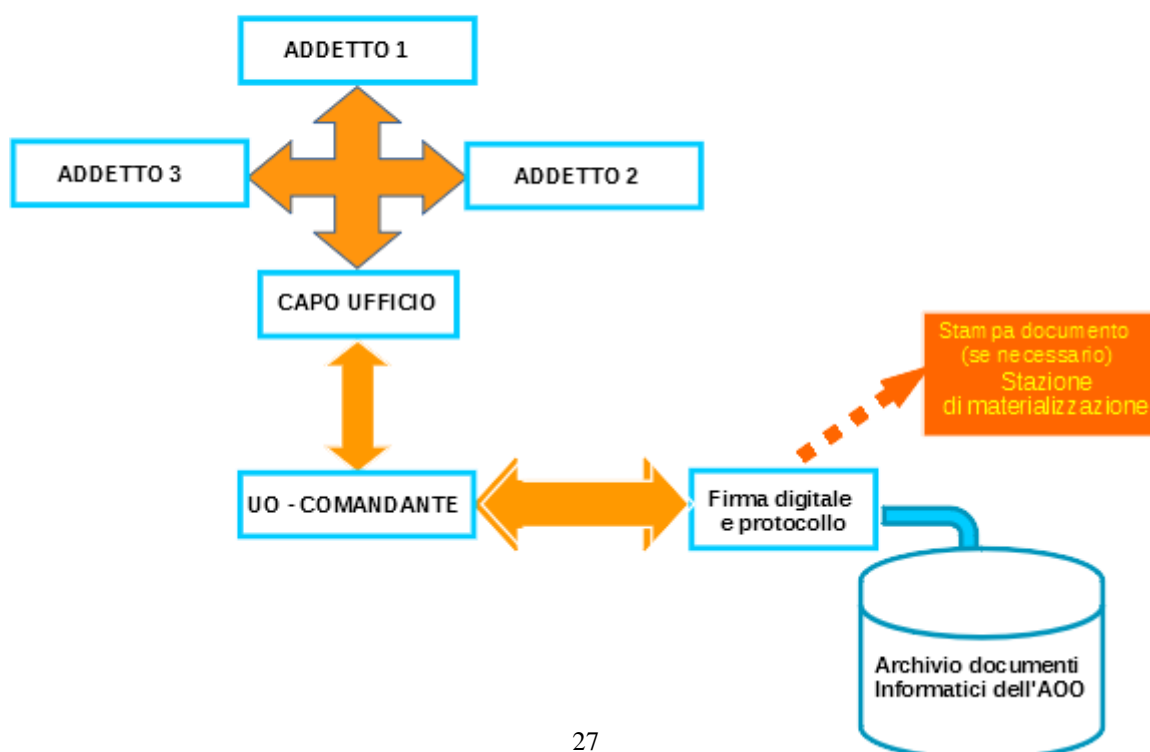 ADDETTO 1
ADDETTO 3
ADDETTO 2
CAPO UFFICIO
Stampa documento
(se necessario)
Stazione
di materializzazione
UO - COMANDANTE
Firma digitale
e protocollo
Archivio documenti
Informatici dell'AOO
27